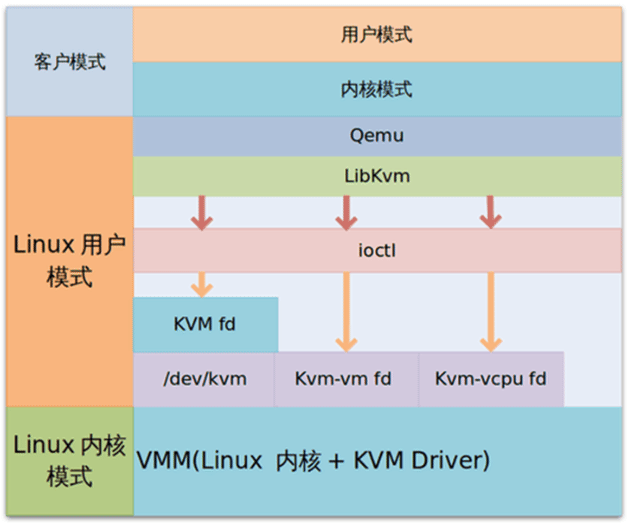 客户模式
用户模式
内核模式
Linux 用户
模式
Qemu
LibKvm
ioctl
KVM fd
/dev/kvm
Kvm-vm fd
Kvm-vcpu fd
Linux 内核
模式
VMM(Linux 内核 + KVM Driver)